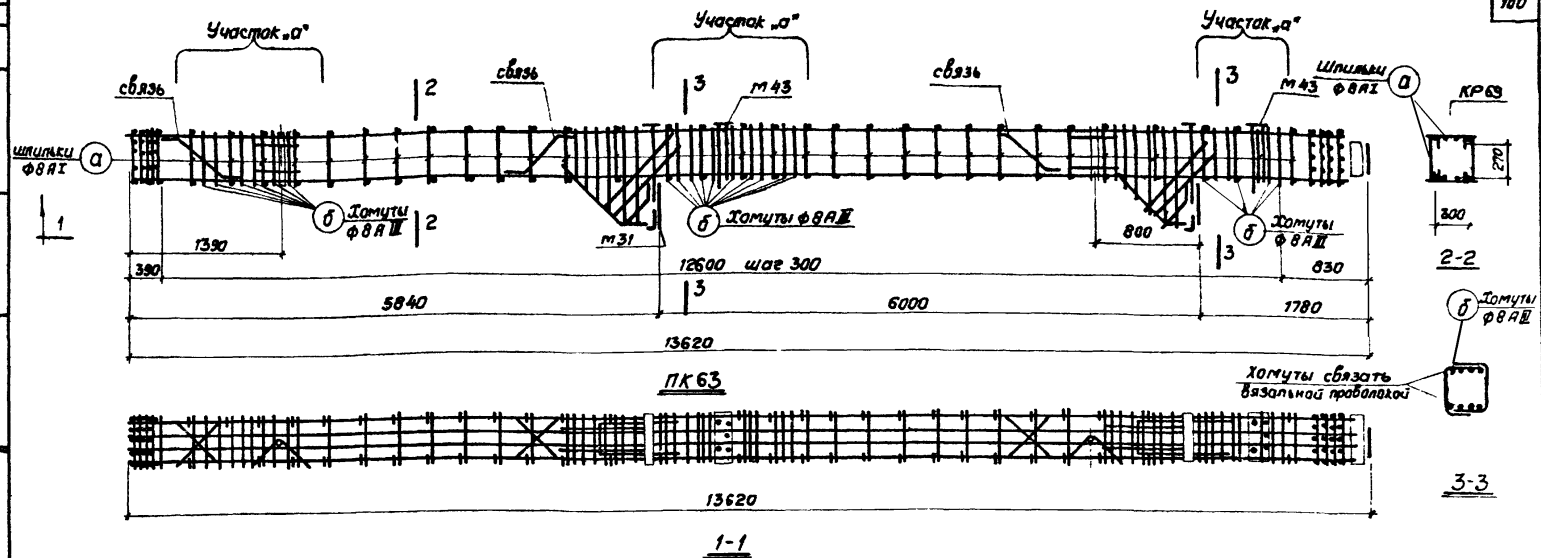 100
Участок „а“
Участок „а“
Участок „а“
связь
2
связь
3
М43
связь
3
М43
Шпильки
ф8АI
а
КР63
шпильки
ф8АI
а
270
300
2-2
1
б
Хомуты
ф8АIII
2
М31
б
Хомуты ф8АIII
800
б
Хомуты
ф8АIII
3
1390
390
12600 шаг 300
830
3
5840
6000
1780
13620
б
Хомуты
ф8АIII
ПК63
Хомуты связать
вязальной проволокой
3-3
13620
1-1